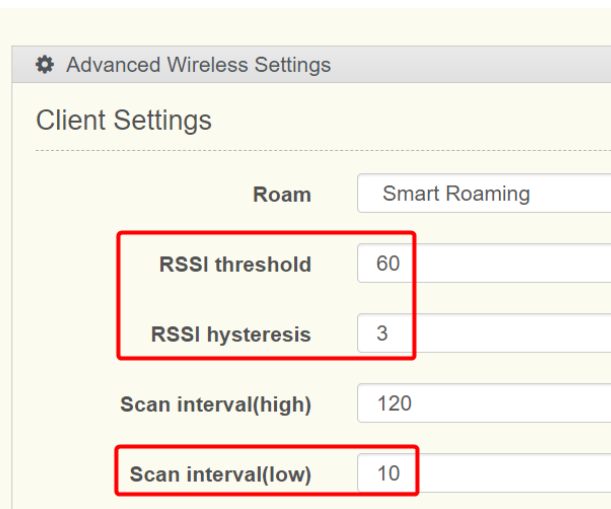 Advanced Wireless Settings
Client Settings
Roam Smart Roaming
RSSI threshold 60
RSSI hysteresis 3
Scan interval(high) 120
Scan interval(low) 10